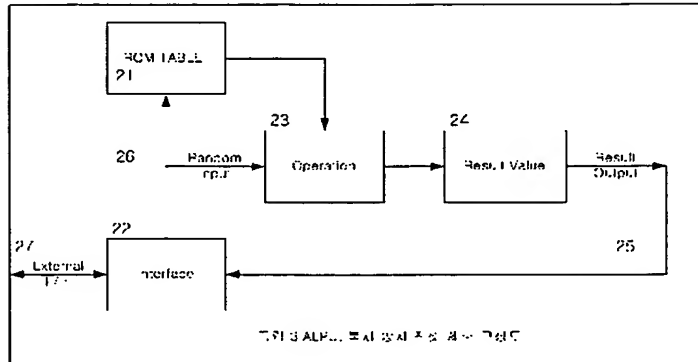 ROM TABLE
21
23
24
26
Random
Input
Operation
Result Value
Result
Output
22
27
External
Interface
25